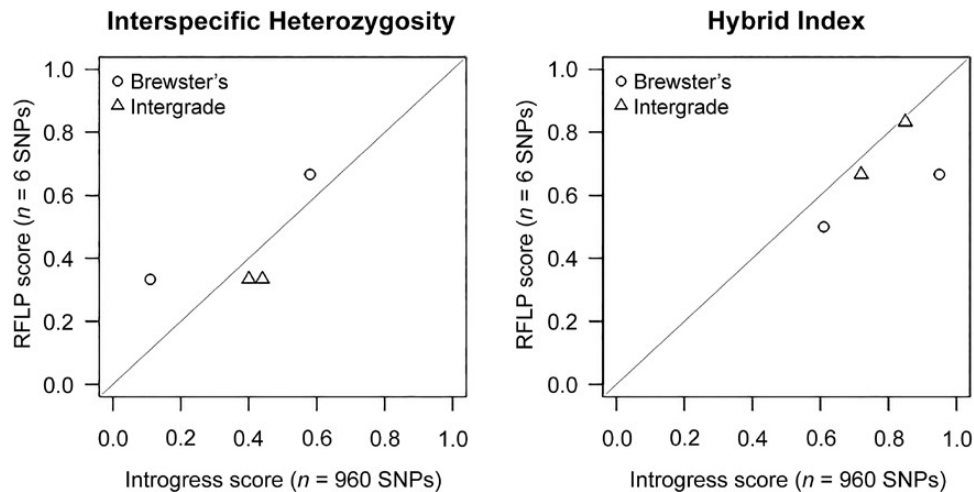 Interspecific Heterozygosity
RFLP score (n = 6 SNPs)
1.0
0.8
0.6
0.4
0.2
0.0
Brewster's
Intergrade
0.0 0.2 0.4 0.6 0.8 1.0
Introgress score (n = 960 SNPs)
Hybrid Index
RFLP score (n = 6 SNPs)
1.0
0.8
0.6
0.4
0.2
0.0
Brewster's
Intergrade
0.0 0.2 0.4 0.6 0.8 1.0
Introgress score (n = 960 SNPs)